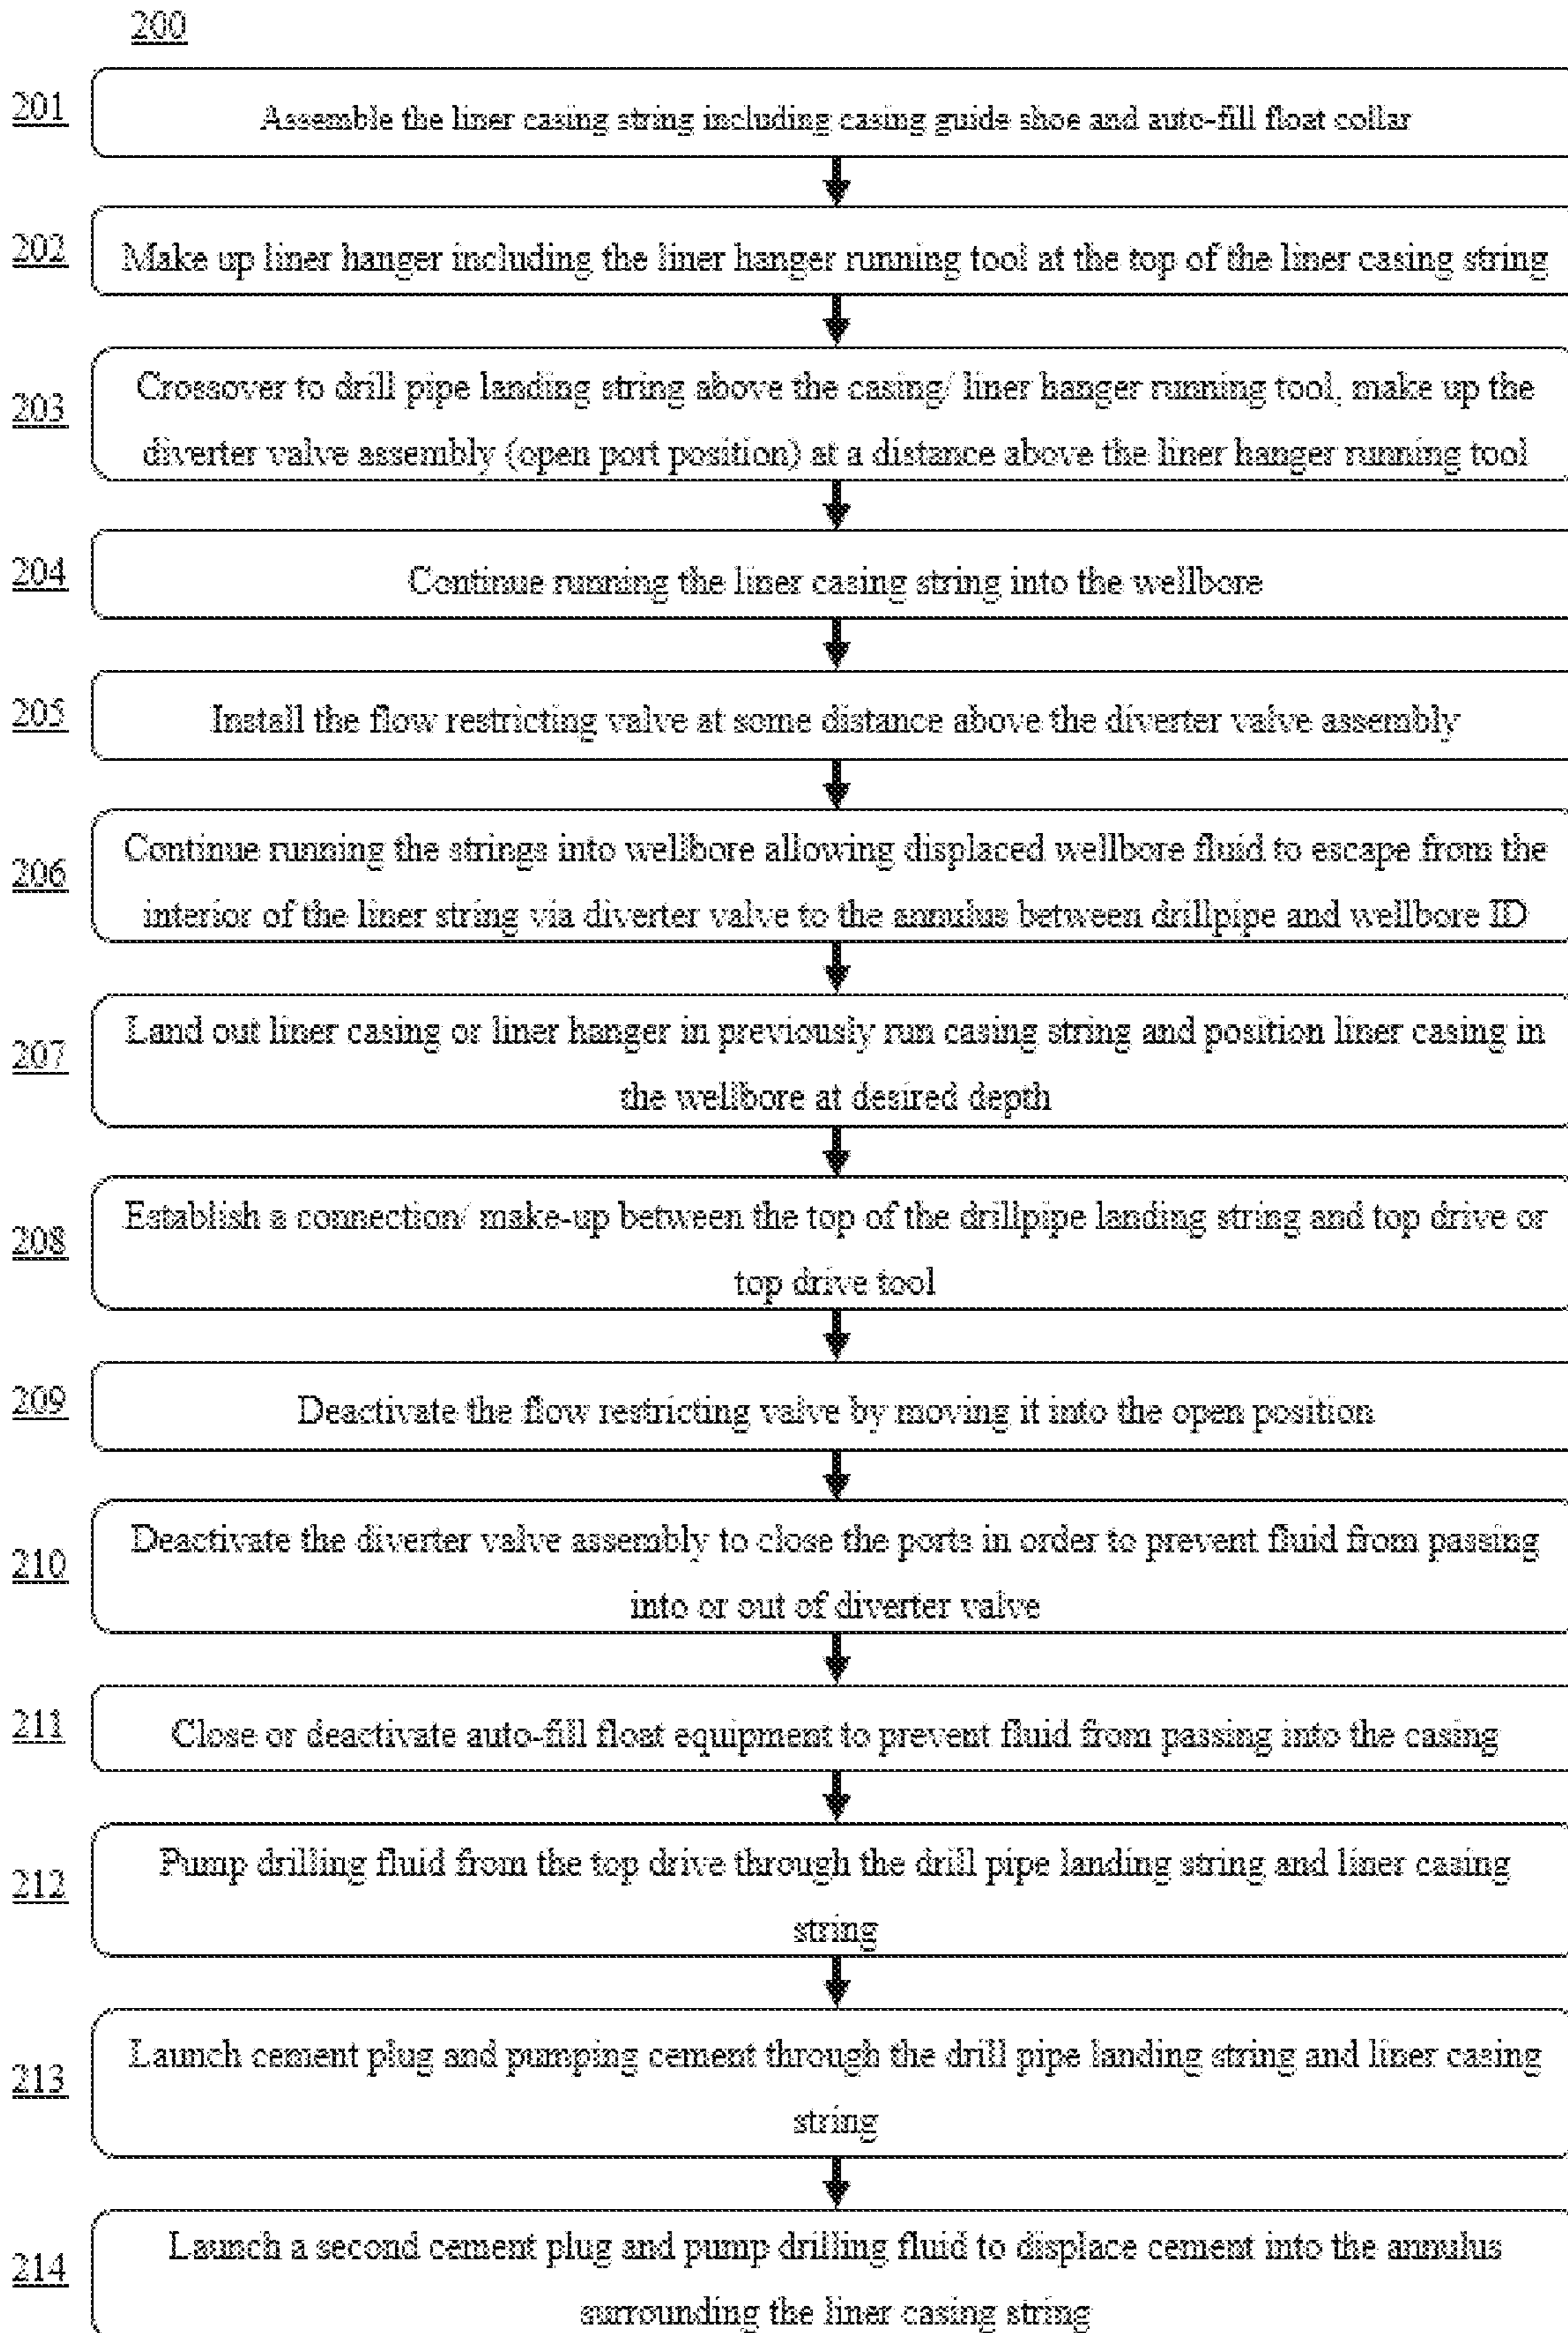 200
201
Assemble the liner casing string including casing guide shoe and auto-fill float collar
202
Make up liner hanger including the liner hanger running tool at the top of the liner casing string
203
Crossover to drill pipe landing string above the casing/ liner hanger running tool, make up the
diverter valve assembly (open port position) at a distance above the liner hanger running tool
204
Continue running the liner casing string into the wellbore
205
Install the flow restricting valve at some distance above the diverter valve assembly
206
Continue running the strings into wellbore allowing displaced wellbore fluid to escape from the
interior of the liner string via diverter valve to the annulus between drillpipe and wellbore ID
207
Land out liner casing or liner hanger in previously run casing string and position liner casing in
the wellbore at desired depth
208
Establish a connection/ make-up between the top of the drillpipe landing string and top drive or
top drive tool
209
Deactivate the flow restricting valve by moving it into the open position
210
Deactivate the diverter valve assembly to close the ports in order to prevent fluid from passing
into or out of diverter valve
211
Close or deactivate auto-fill float equipment to prevent fluid from passing into the casing
212
Pump drilling fluid from the top drive through the drill pipe landing string and liner casing
string
213
Launch cement plug and pumping cement through the drill pipe landing string and liner casing
string
214
Launch a second cement plug and pump drilling fluid to displace cement into the annulus
surrounding the liner casing string